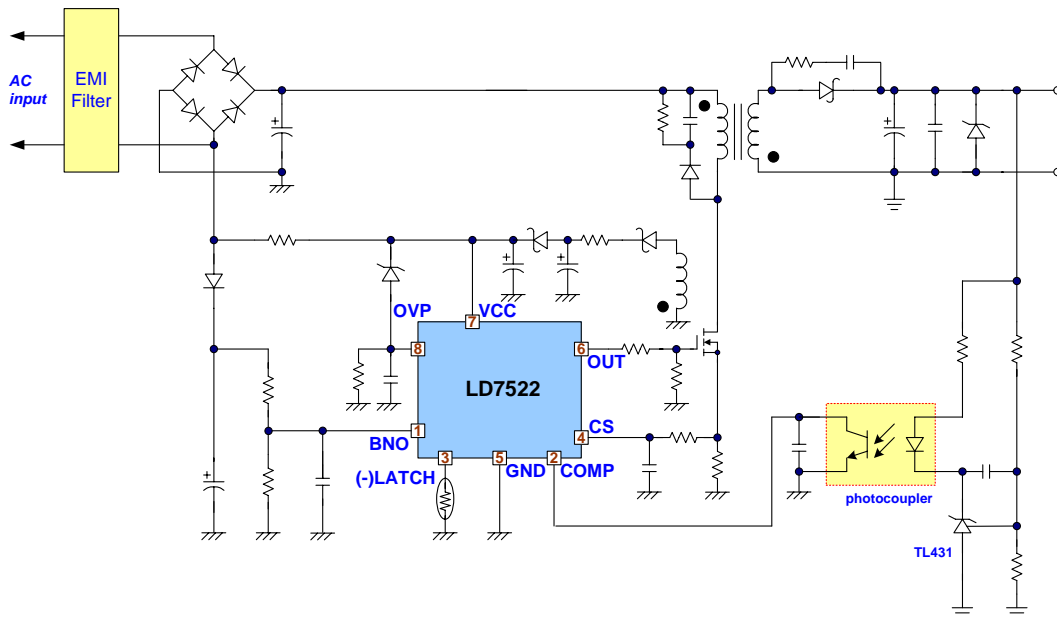 AC
input
EMI
Filter
+
+
+
+
OVP
VCC
7
8
6
OUT
LD7522
1
BNO
4
CS
3
5
2
(-)LATCH
GND
COMP
+
photocoupler
TL431